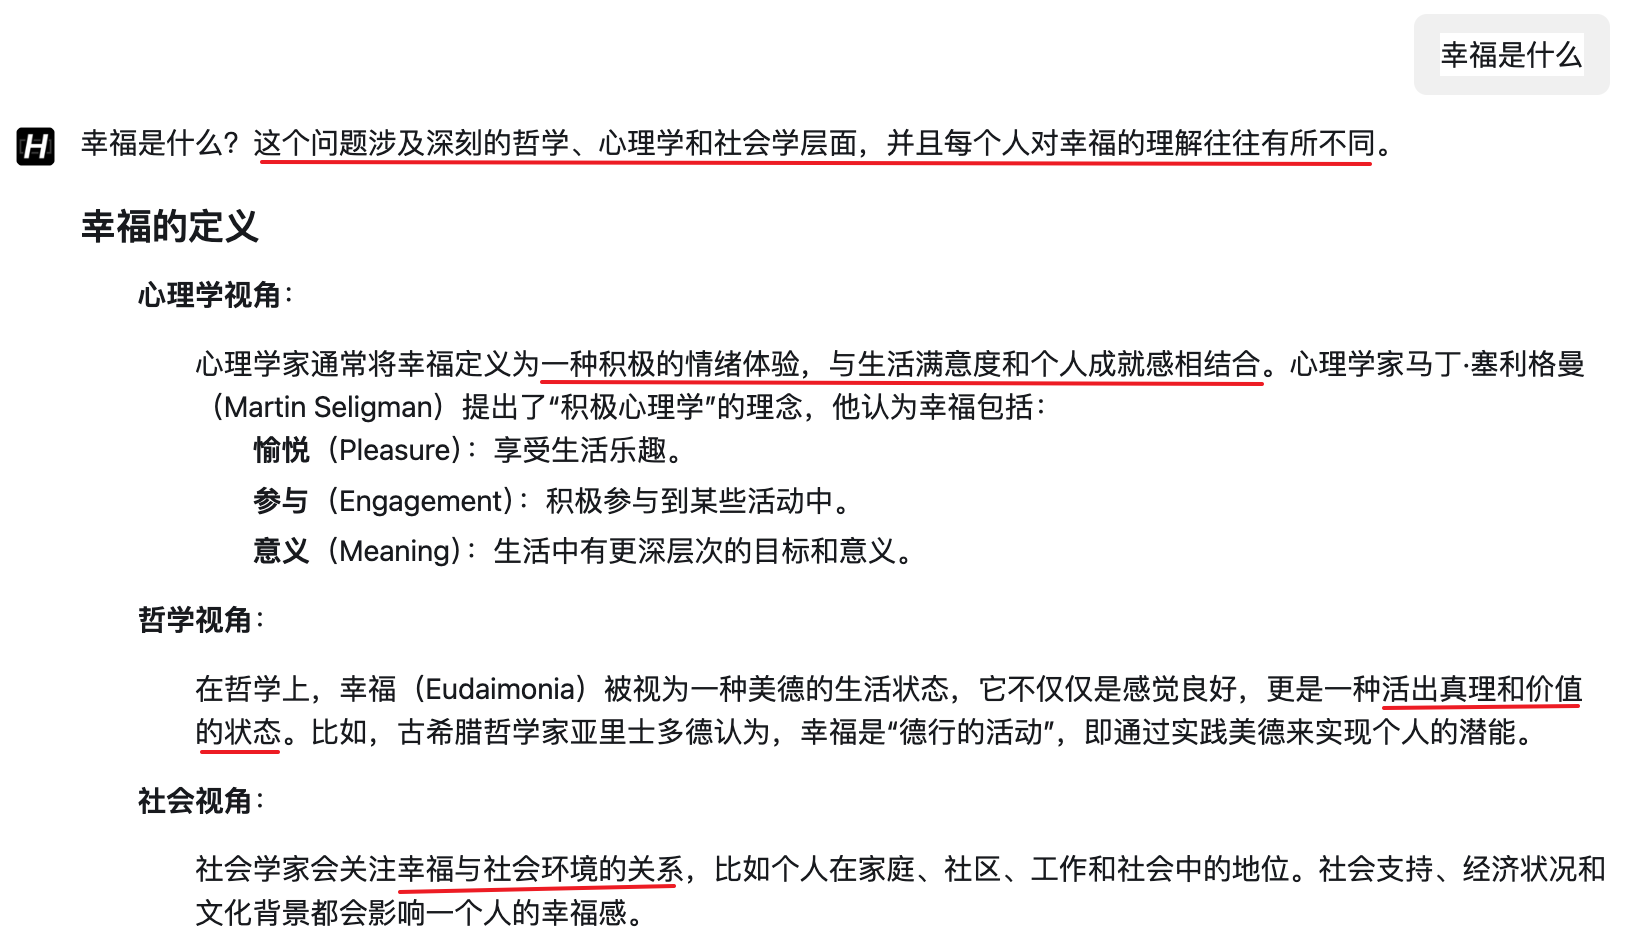 幸福是什么
H
幸福是什么？这个问题涉及深刻的哲学、心理学和社会学层面，并且每个人对幸福的理解往往有所不同。
幸福的定义
心理学视角：
心理学家通常将幸福定义为一种积极的情绪体验，与生活满意度和个人成就感相结合。心理学家马丁·塞利格曼
（Martin Seligman）提出了“积极心理学”的理念，他认为幸福包括：
愉悦（Pleasure）：享受生活乐趣。
参与（Engagement）：积极参与到某些活动中。
意义（Meaning）：生活中有更深层次的目标和意义。
哲学视角：
在哲学上，幸福（Eudaimonia）被视为一种美德的生活状态，它不仅仅是感觉良好，更是一种活出真理和价值
的状态。比如，古希腊哲学家亚里士多德认为，幸福是“德行的活动”，即通过实践美德来实现个人的潜能。
社会视角：
社会学家会关注幸福与社会环境的关系，比如个人在家庭、社区、工作和社会中的地位。社会支持、经济状况和
文化背景都会影响一个人的幸福感。